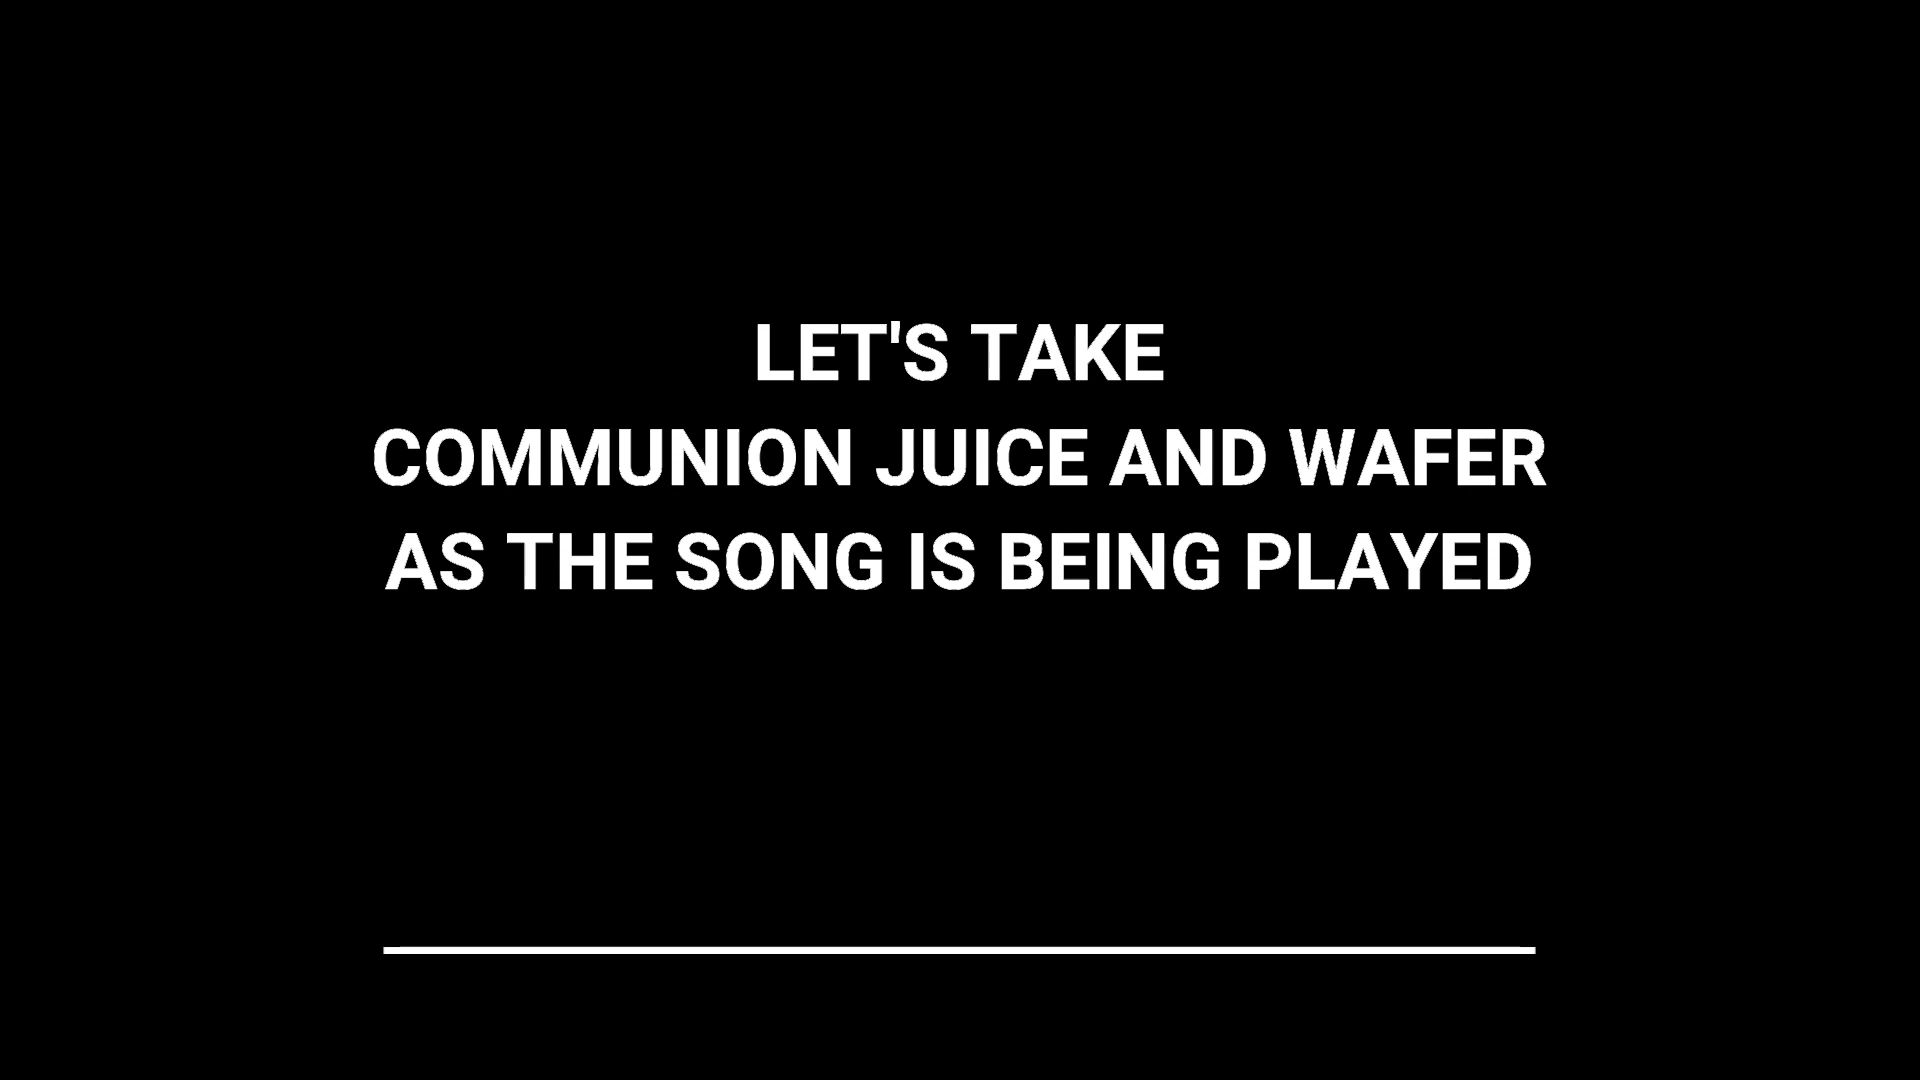 LET'S TAKE
COMMUNION JUICE AND WAFER
AS THE SONG IS BEING PLAYED